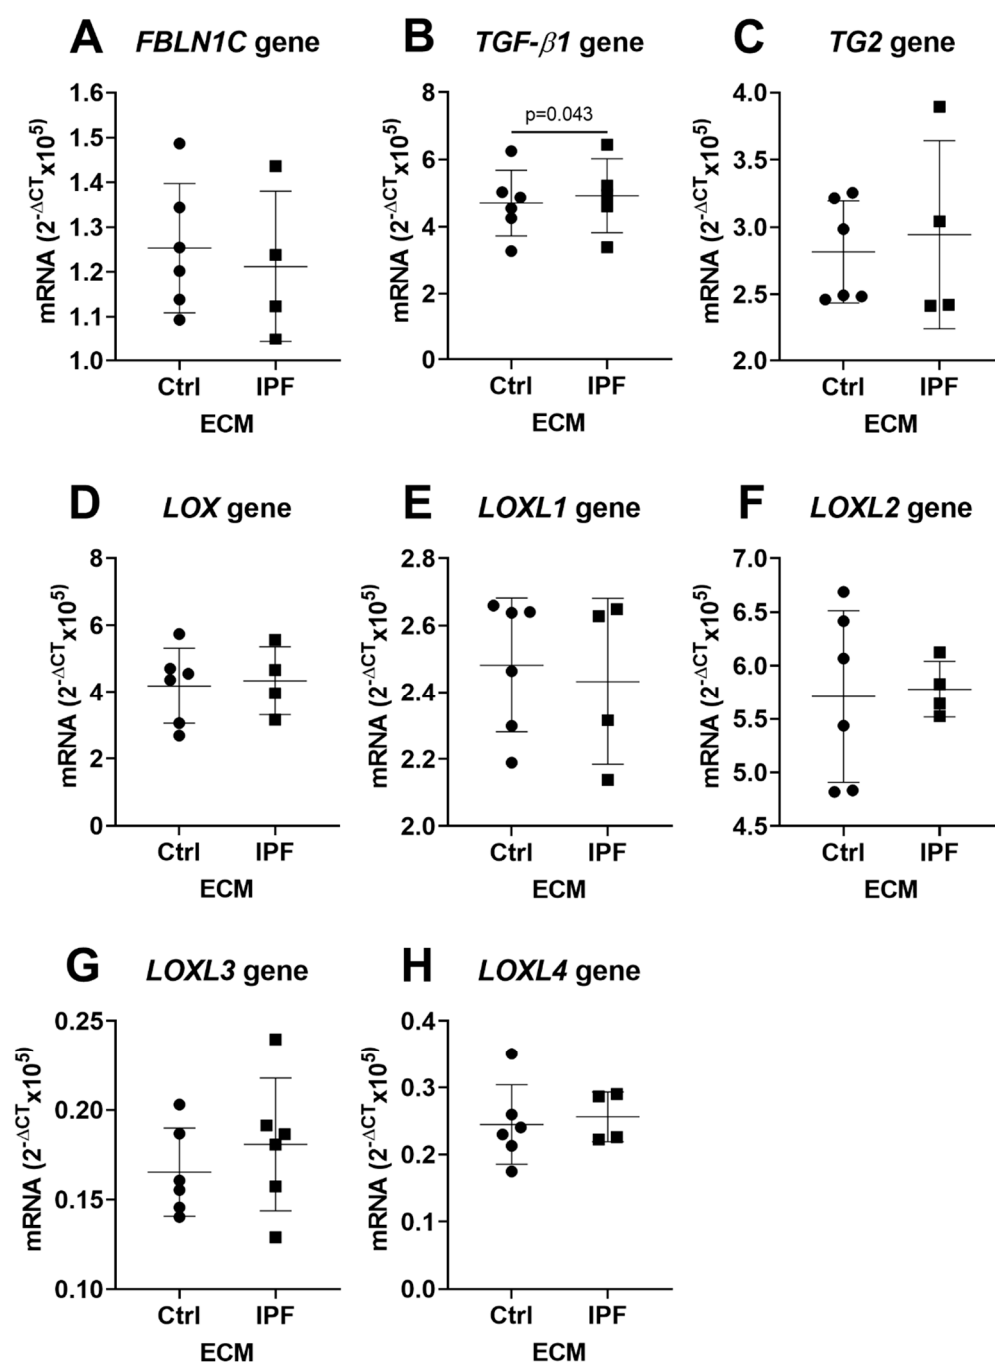 A FBLN1C gene
mRNA (2^-ΔCT x10^5)
1.6
1.5
1.4
1.3
1.2
1.1
1.0
Ctrl IPF
ECM
B TGF-β1 gene
mRNA (2^-ΔCT x10^5)
8
6
4
2
0
p=0.043
Ctrl IPF
ECM
C TG2 gene
mRNA (2^-ΔCT x10^5)
4.0
3.5
3.0
2.5
2.0
Ctrl IPF
ECM
D LOX gene
mRNA (2^-ΔCT x10^5)
8
6
4
2
0
Ctrl IPF
ECM
E LOXL1 gene
mRNA (2^-ΔCT x10^5)
2.8
2.6
2.4
2.2
2.0
Ctrl IPF
ECM
F LOXL2 gene
mRNA (2^-ΔCT x10^5)
7.0
6.5
6.0
5.5
5.0
4.5
Ctrl IPF
ECM
G LOXL3 gene
mRNA (2^-ΔCT x10^5)
0.25
0.20
0.15
0.10
Ctrl IPF
ECM
H LOXL4 gene
mRNA (2^-ΔCT x10^5)
0.4
0.3
0.2
0.1
0.0
Ctrl IPF
ECM